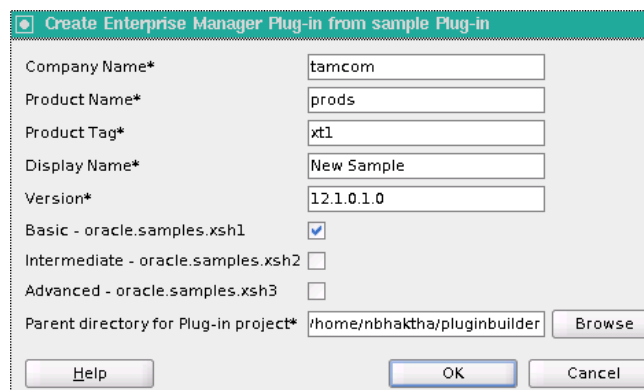 Create Enterprise Manager Plug-in from sample Plug-in
Company Name* tamcom
Product Name* prods
Product Tag* xt1
Display Name* New Sample
Version* 12.1.0.1.0
Basic - oracle.samples.xsh1
Intermediate - oracle.samples.xsh2
Advanced - oracle.samples.xsh3
Parent directory for Plug-in project* /home/nbhaktha/pluginbuilder Browse
Help OK Cancel